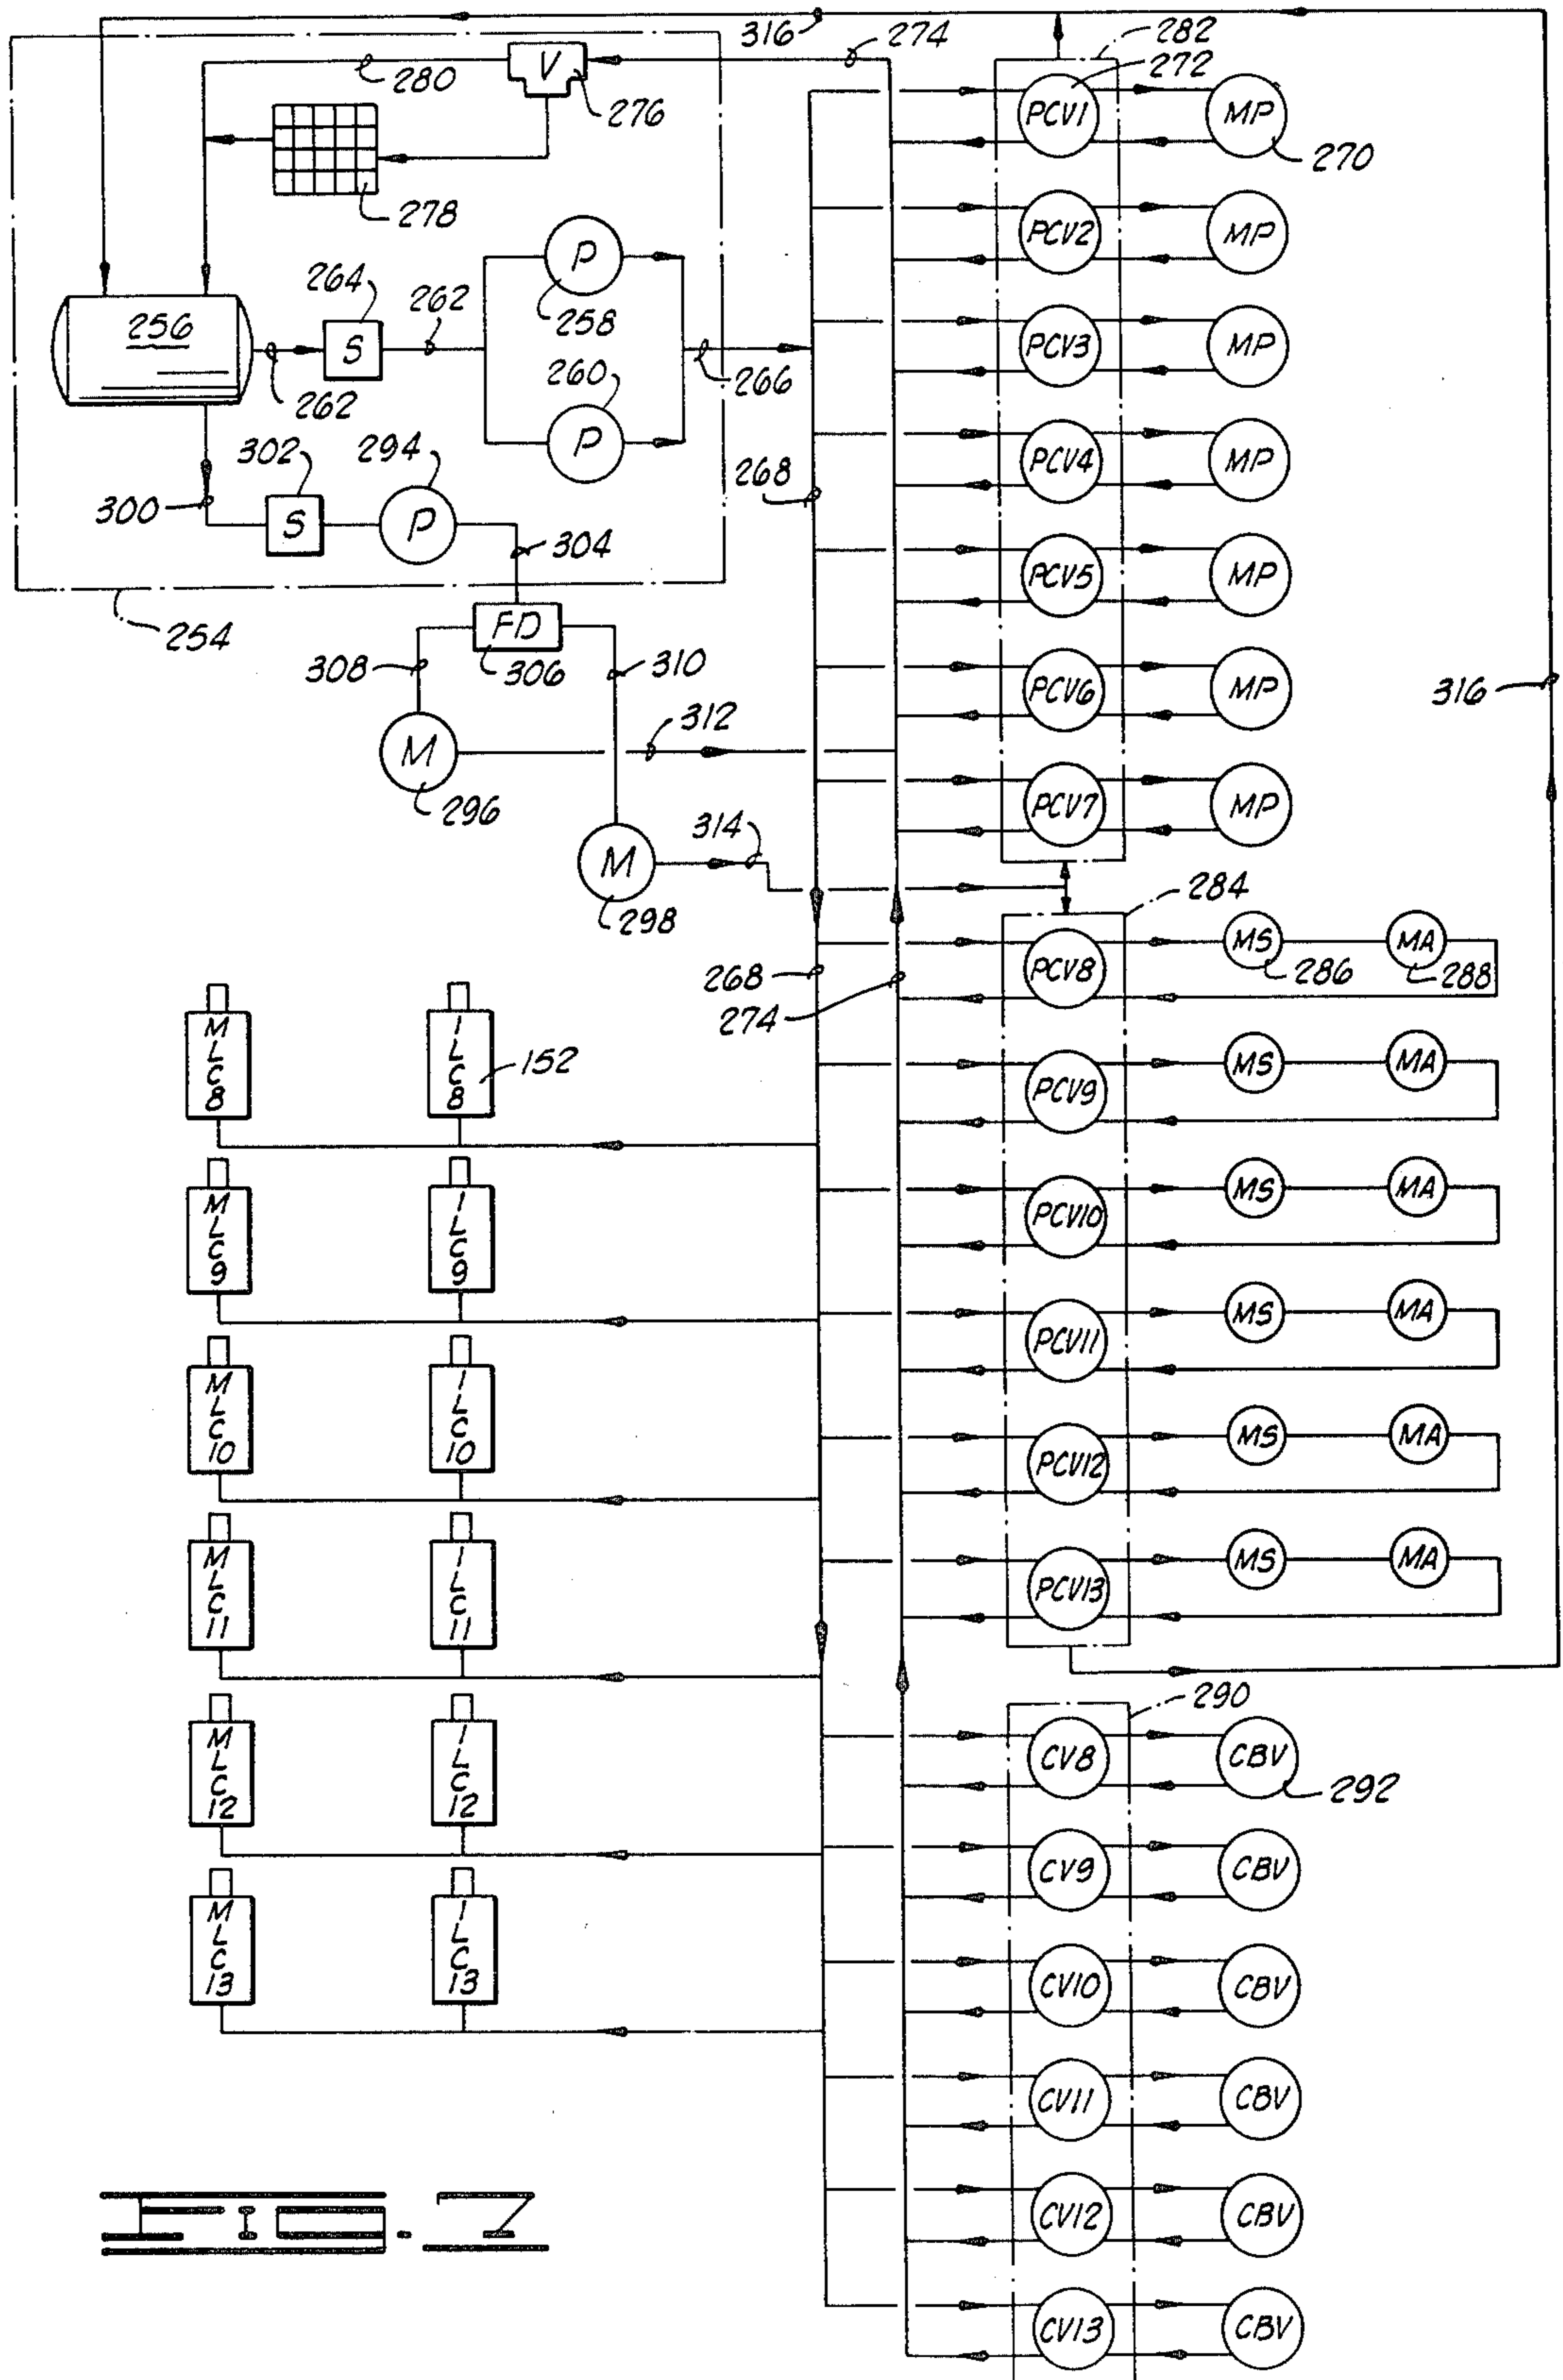 316
274
282
272
V
280
276
PCV1
MP
270
278
PCV2
MP
264
262
P
258
256
S
PCV3
MP
262
260
266
P
302
294
268
PCV4
MP
300
S
P
304
PCV5
MP
254
FD
308
306
310
PCV6
MP
316
312
M
296
PCV7
MP
314
M
298
284
268
274
PCV8
MS
286
MA
288
MLC8
ILC8
152
PCV9
MS
MA
MLC9
ILC9
PCV10
MS
MA
MLC10
ILC10
PCV11
MS
MA
PCV12
MS
MA
MLC11
ILC11
PCV13
MS
MA
290
MLC12
ILC12
CV8
CBV
292
CV9
CBV
MLC13
ILC13
CV10
CBV
CV11
CBV
FIG. 7
CV12
CBV
CV13
CBV